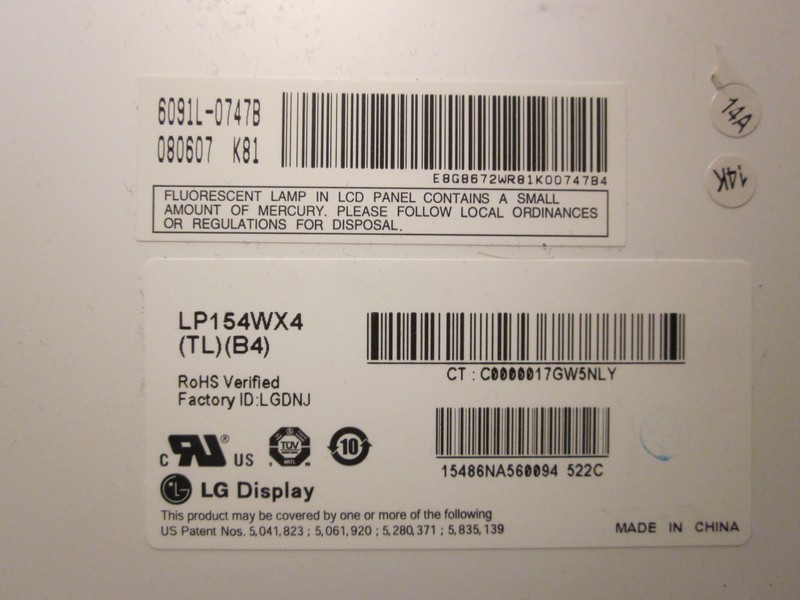 6091L-0747B
080607 K81
E8G8672WR81K00747B4
FLUORESCENT LAMP IN LCD PANEL CONTAINS A SMALL
AMOUNT OF MERCURY. PLEASE FOLLOW LOCAL ORDINANCES
OR REGULATIONS FOR DISPOSAL.
14A
14K
LP154WX4
(TL)(B4)
RoHS Verified
Factory ID:LGDNJ
CT : C0000017GW5NLY
c RU ® US
TÜV
10
15486NA560094 522C
LG Display
This product may be covered by one or more of the following
US Patent Nos. 5,041,823 ; 5,061,920 ; 5,280,371 ; 5,835,139
MADE IN CHINA